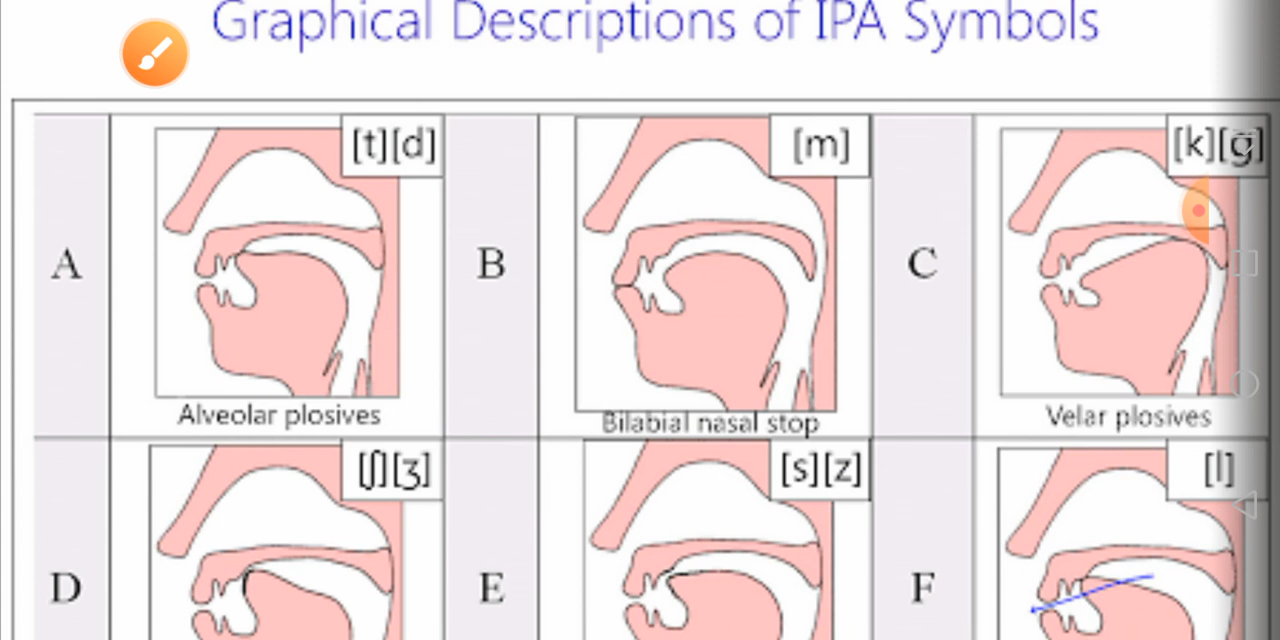 Graphical Descriptions of IPA Symbols
A
[t][d]
Alveolar plosives
B
[m]
Bilabial nasal stop
C
[k][g]
Velar plosives
D
[ʃ][ʒ]
E
[s][z]
F
[l]